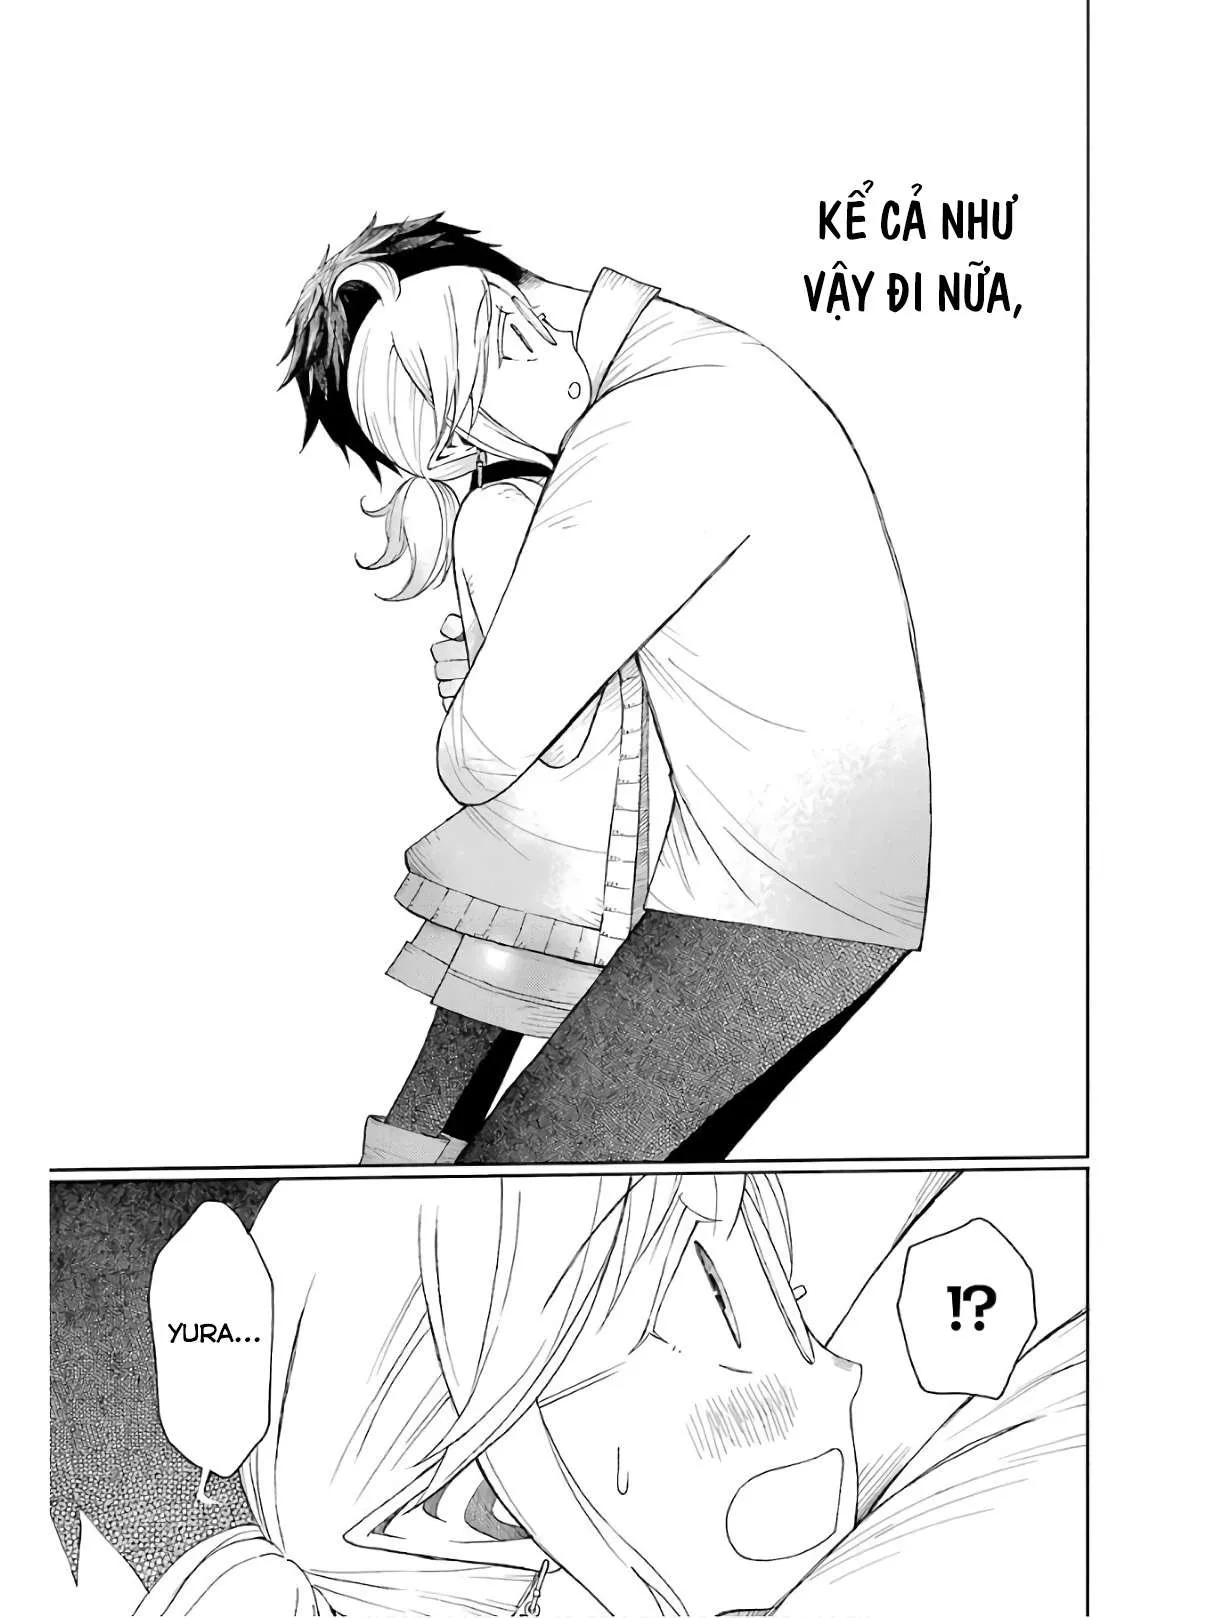 KỂ CẢ NHƯ
VẬY ĐI NỮA,
!?
YURA...